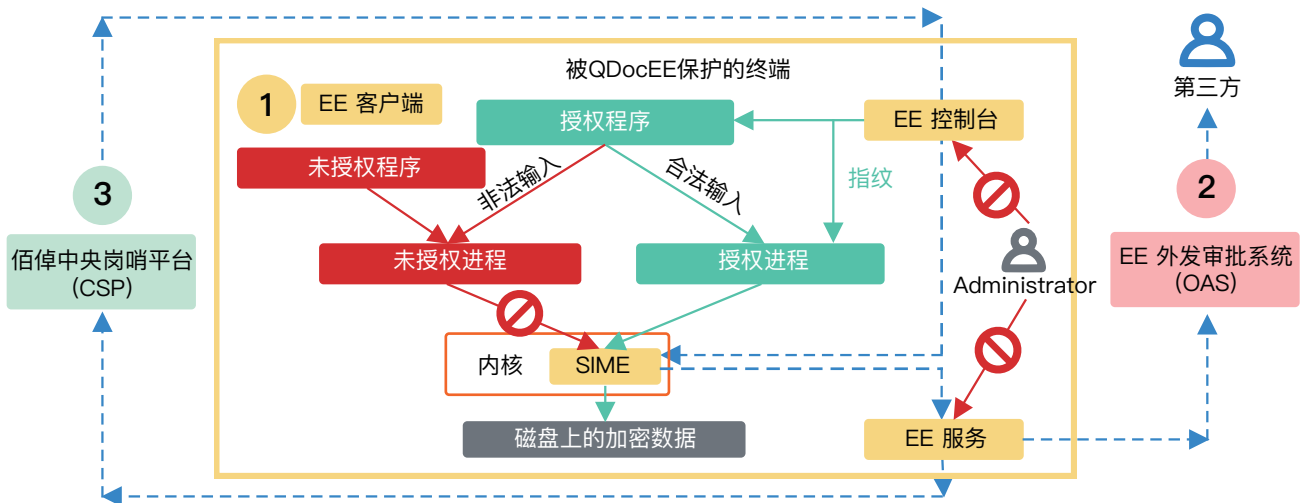 被QDocEE保护的终端
1
EE 客户端
授权程序
EE 控制台
第三方
未授权程序
非法输入
合法输入
指纹
3
2
佰倬中央岗哨平台
(CSP)
未授权进程
授权进程
Administrator
EE 外发审批系统
(OAS)
内核
SIME
磁盘上的加密数据
EE 服务